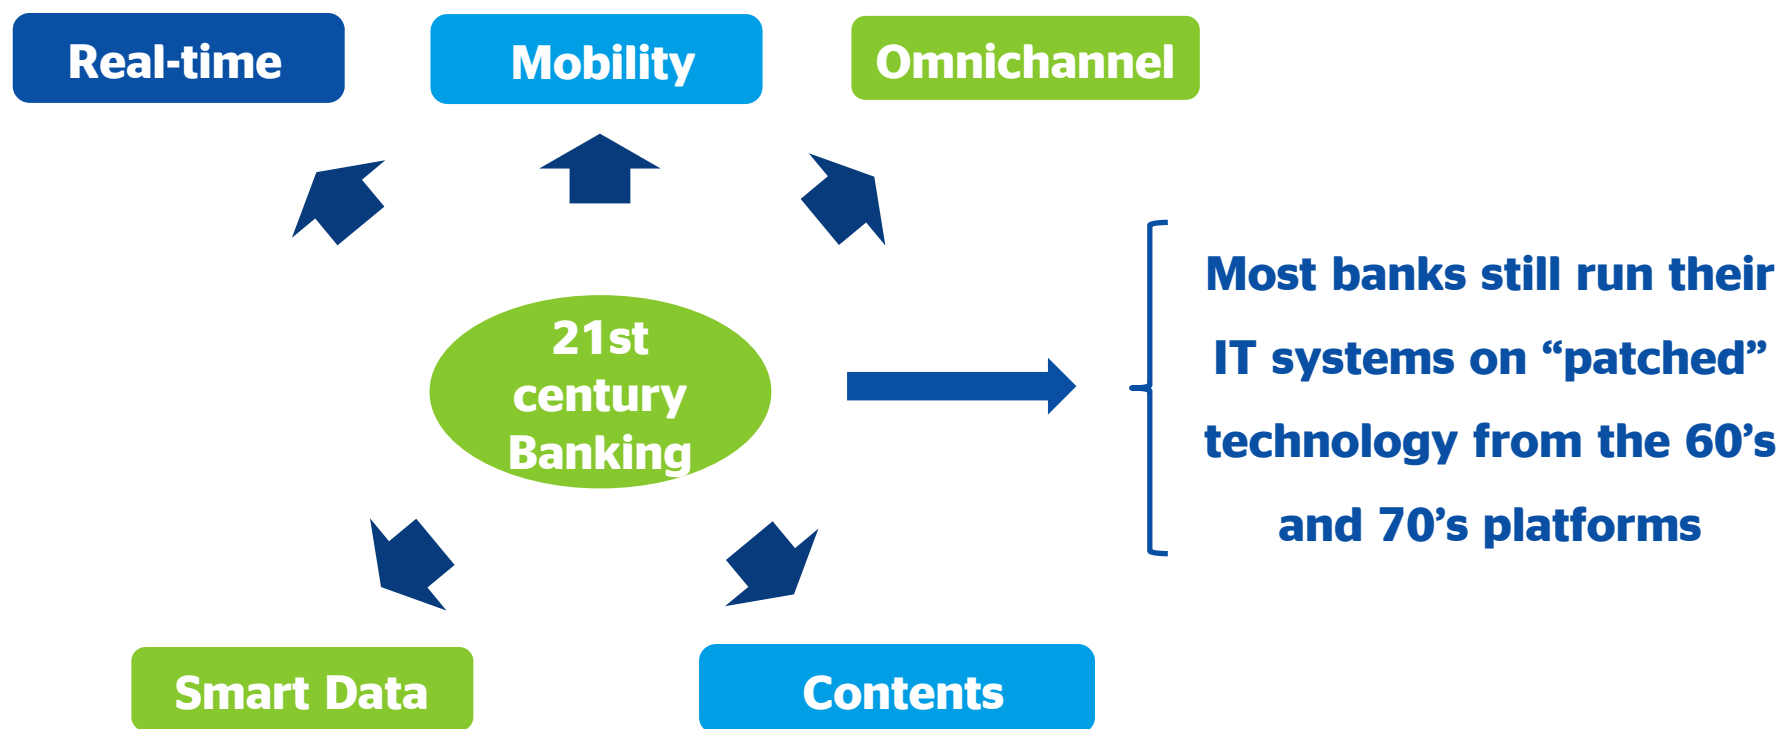 Real-time
Mobility
Omnichannel
21st
century
Banking
Most banks still run their
IT systems on “patched”
technology from the 60’s
and 70’s platforms
Smart Data
Contents